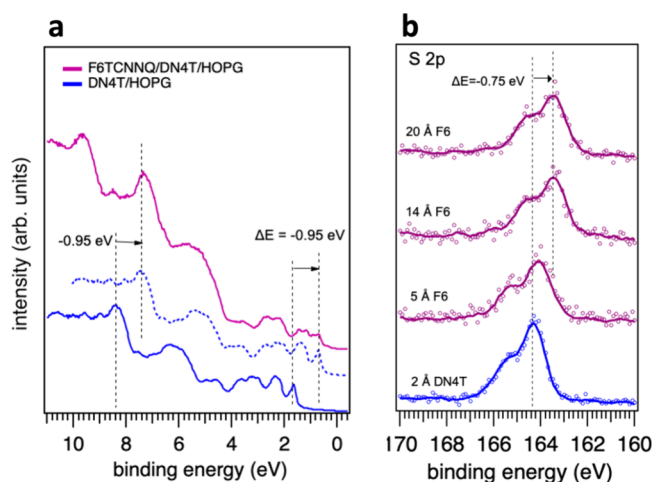 a
F6TCNNQ/DN4T/HOPG
DN4T/HOPG
-0.95 eV
ΔE = -0.95 eV
intensity (arb. units)
10 8 6 4 2 0
binding energy (eV)
b
S 2p
ΔE=-0.75 eV
20 Å F6
14 Å F6
5 Å F6
2 Å DN4T
170 168 166 164 162 160
binding energy (eV)